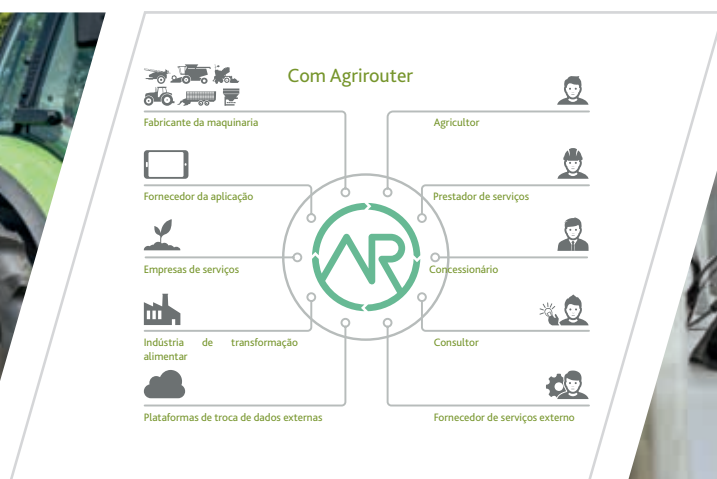 Com Agrirouter
Fabricante da maquinaria
Agricultor
Fornecedor da aplicação
Prestador de serviços
Empresas de serviços
Concessionário
AR
Indústria de transformação
alimentar
Consultor
Plataformas de troca de dados externas
Fornecedor de serviços externo